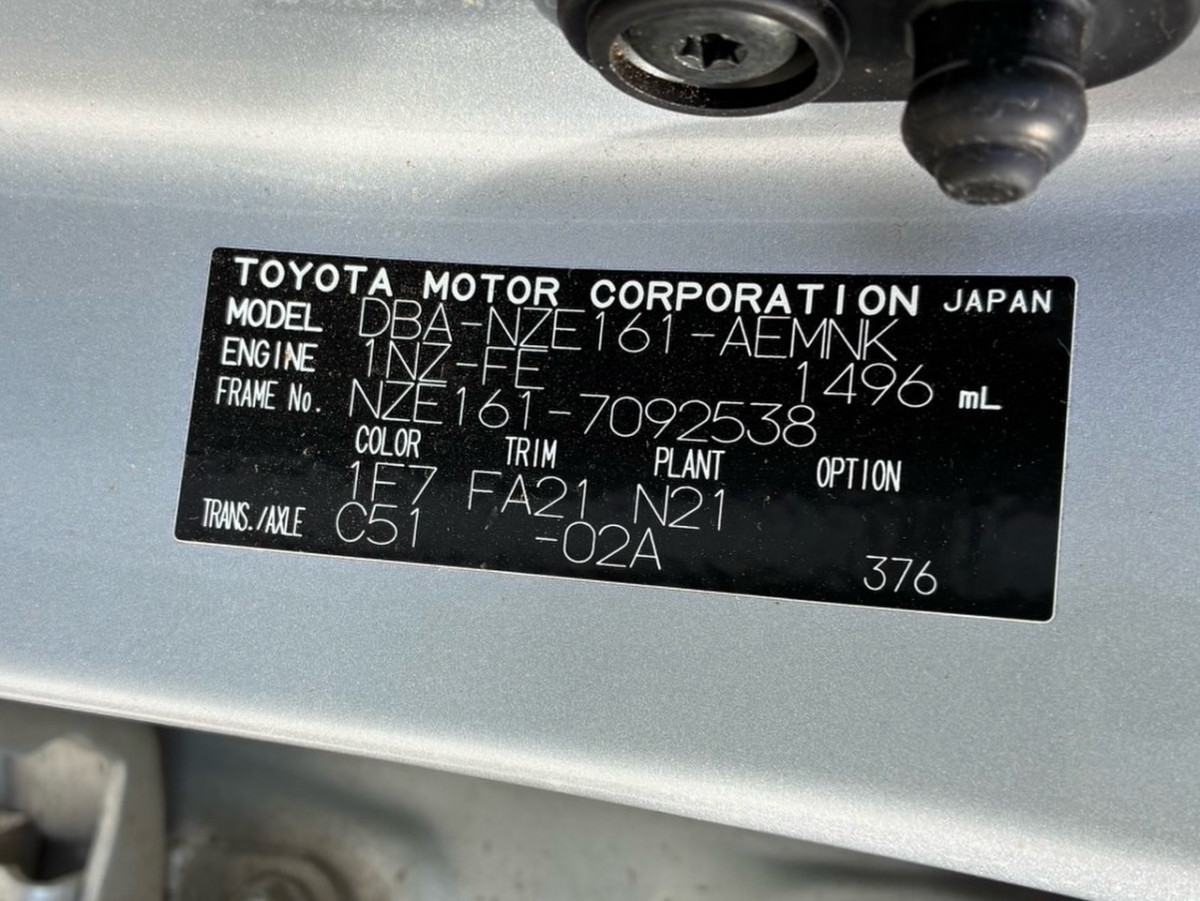 TOYOTA MOTOR CORPORATION JAPAN
MODEL DBA-NZE161-AEMNK
ENGINE 1NZ-FE 1496 mL
FRAME No. NZE161-7092538
COLOR TRIM PLANT OPTION
1F7 FA21 N21
TRANS./AXLE C51 -02A
376